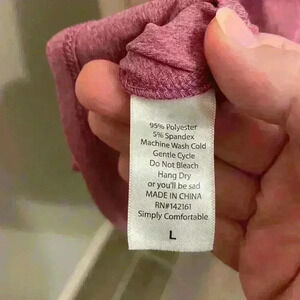 95% Polyester
5% Spandex
Machine Wash Cold
Gentle Cycle
Do Not Bleach
Hang Dry
or you'll be sad
MADE IN CHINA
RN#142161
Simply Comfortable
L